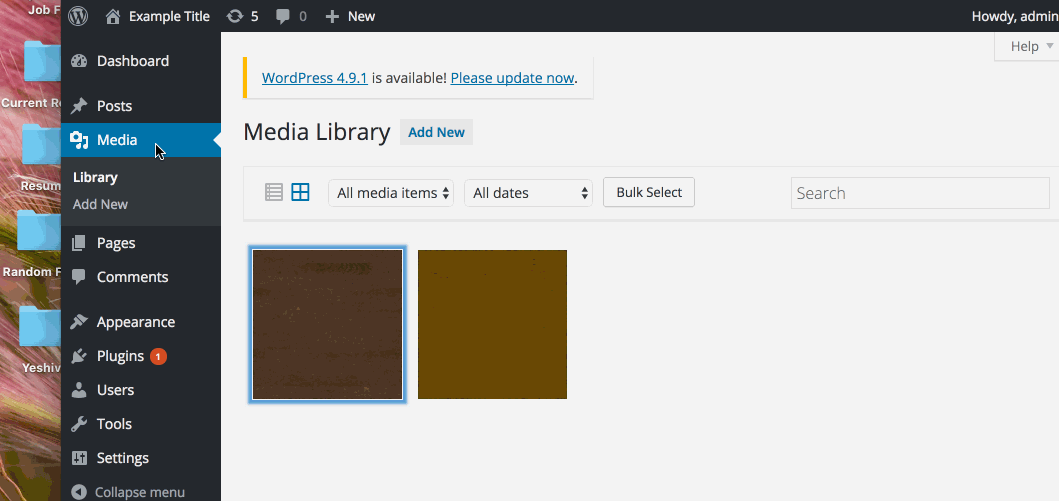 Job F
Current Re
Resum
Random F
Yeshiv
Example Title 5 0 + New
Howdy, admin
Help
Dashboard
Posts
Media
Library
Add New
Pages
Comments
Appearance
Plugins 1
Users
Tools
Settings
Collapse menu
WordPress 4.9.1 is available! Please update now.
Media Library Add New
All media items All dates Bulk Select Search